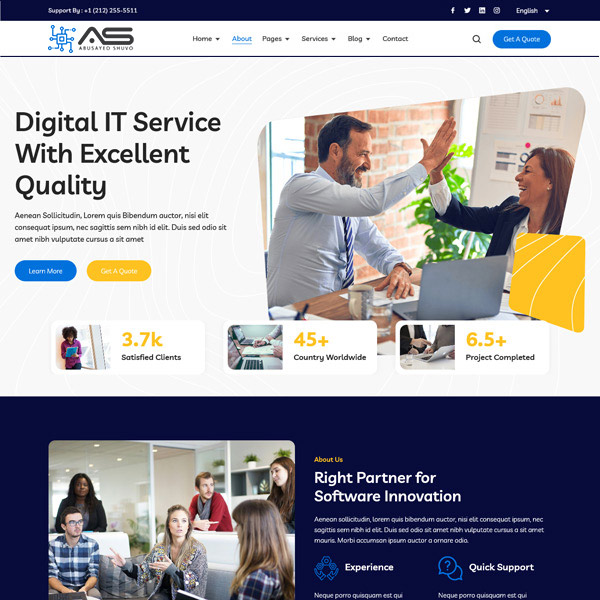 Support By : +1 (212) 255-5511
English
AS
ABUSAYED SHUVO
Home
About
Pages
Services
Blog
Contact
Get A Quote
Digital IT Service
With Excellent
Quality
Aenean Sollicitudin, Lorem quis Bibendum auctor, nisi elit
consequat ipsum, nec sagittis sem nibh id elit. Duis sed odio sit
amet nibh vulputate cursus a sit amet
Learn More
Get A Quote
3.7k
Satisfied Clients
45+
Country Worldwide
6.5+
Project Completed
About Us
Right Partner for
Software Innovation
Aenean sollicitudin, lorem quis bibendum auctor, nisi elit consequat ipsum, nec
sagittis sem nibh id elit. Duis sed odio sit amet nibh vulputate cursus a sit amet
mauris. Morbi accumsan ipsum auctor a ornare odio.
Experience
Quick Support
Neque porro quisquam est qui
Neque porro quisquam est qui